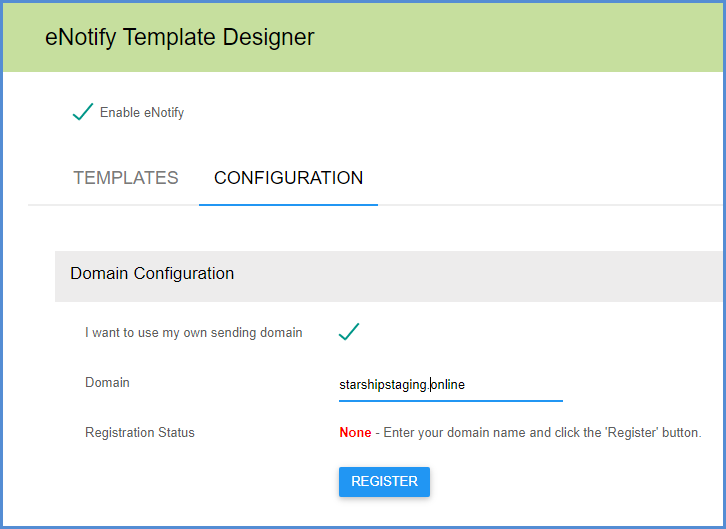 eNotify Template Designer
Enable eNotify
TEMPLATES CONFIGURATION
Domain Configuration
I want to use my own sending domain
Domain starshipstaging.online
Registration Status None - Enter your domain name and click the 'Register' button.
REGISTER